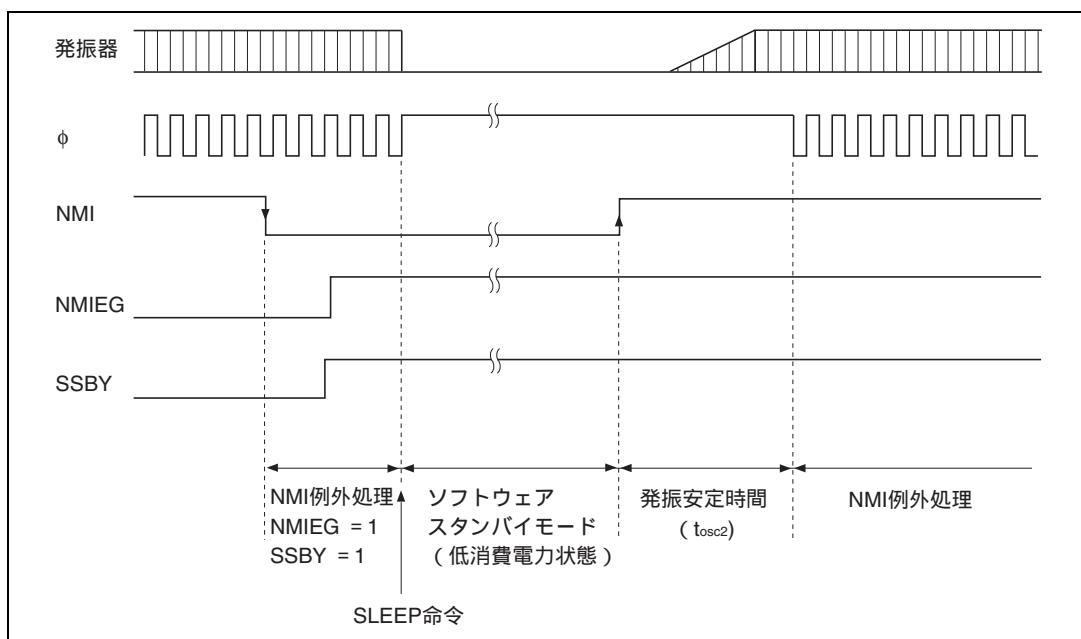 発振器
φ
NMI
NMIEG
SSBY
NMI例外処理
NMIEG = 1
SSBY = 1
ソフトウェア
スタンバイモード
(低消費電力状態)
発振安定時間
(tosc2)
NMI例外処理
SLEEP命令